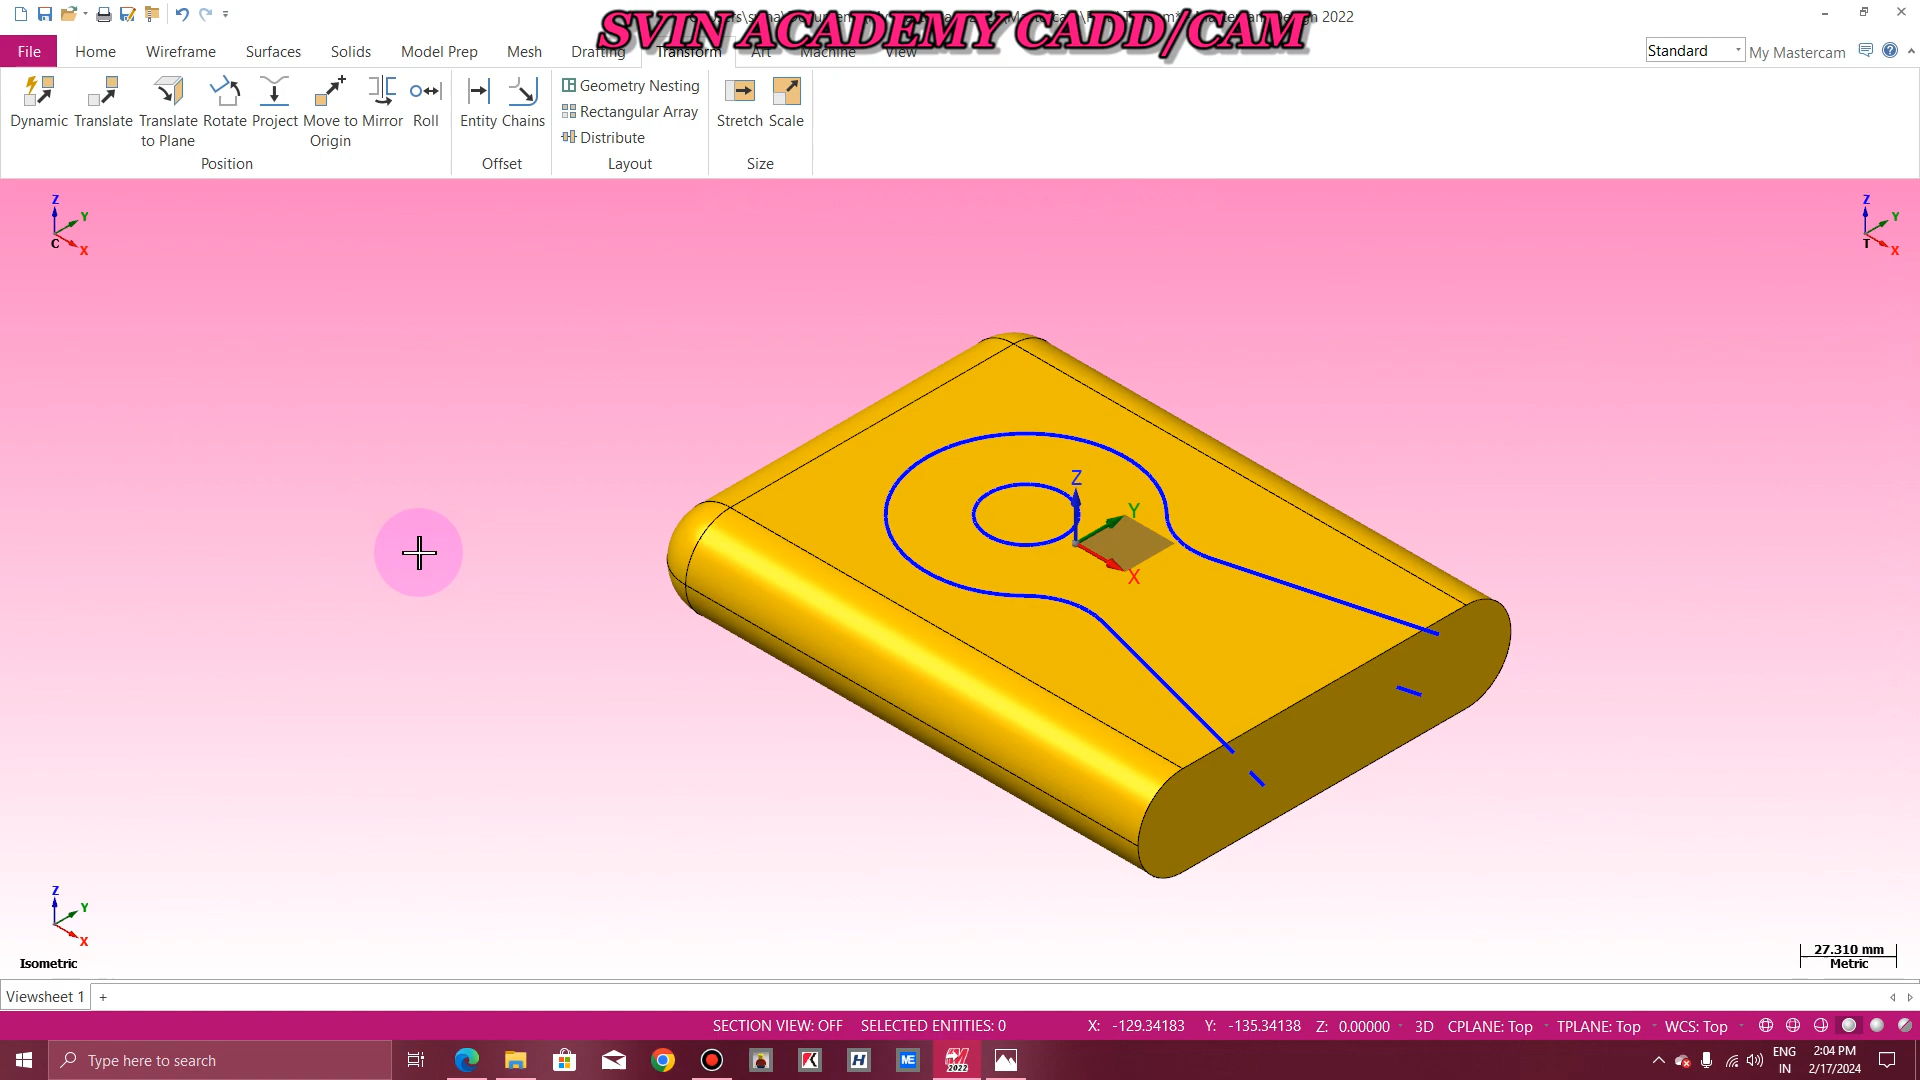 SVIN ACADEMY CADD/CAM
2022
File Home Wireframe Surfaces Solids Model Prep Mesh Drafting Transform Art Machine View
Standard My Mastercam
Dynamic Translate Translate to Plane Rotate Project Move to Origin Mirror Roll
Position
Entity Chains
Offset
Geometry Nesting
Rectangular Array
Distribute
Layout
Stretch Scale
Size
Z Y X C
Z Y X T
Z Y X
Z Y X
Isometric
27.310 mm
Metric
Viewsheet 1 +
SECTION VIEW: OFF SELECTED ENTITIES: 0 X: -129.34183 Y: -135.34138 Z: 0.00000 3D CPLANE: Top TPLANE: Top WCS: Top
Type here to search
ME
2022
ENG
IN
2:04 PM
2/17/2024